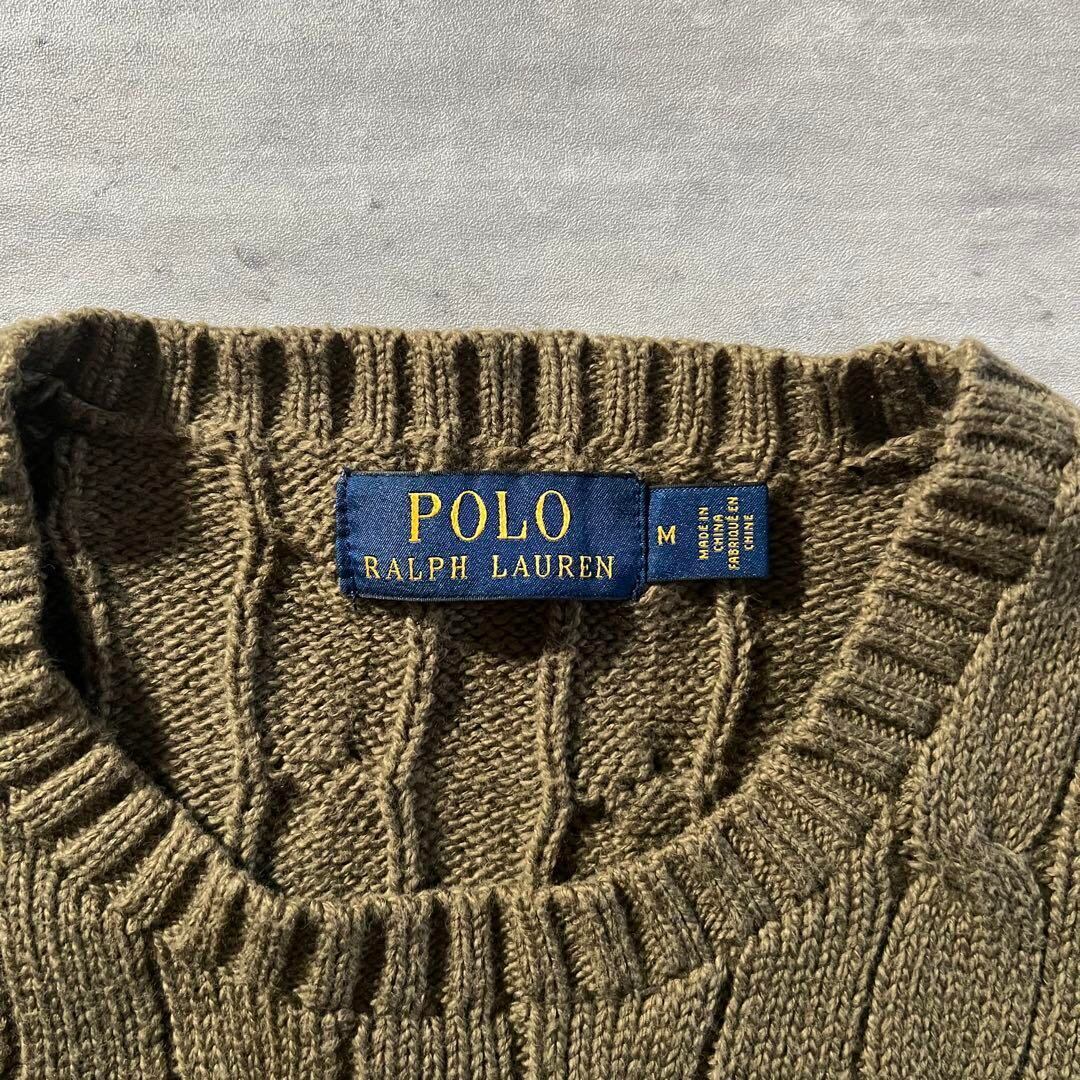 POLO
RALPH LAUREN
M
MADE IN
CHINA
FABRIQUÉ EN
CHINE